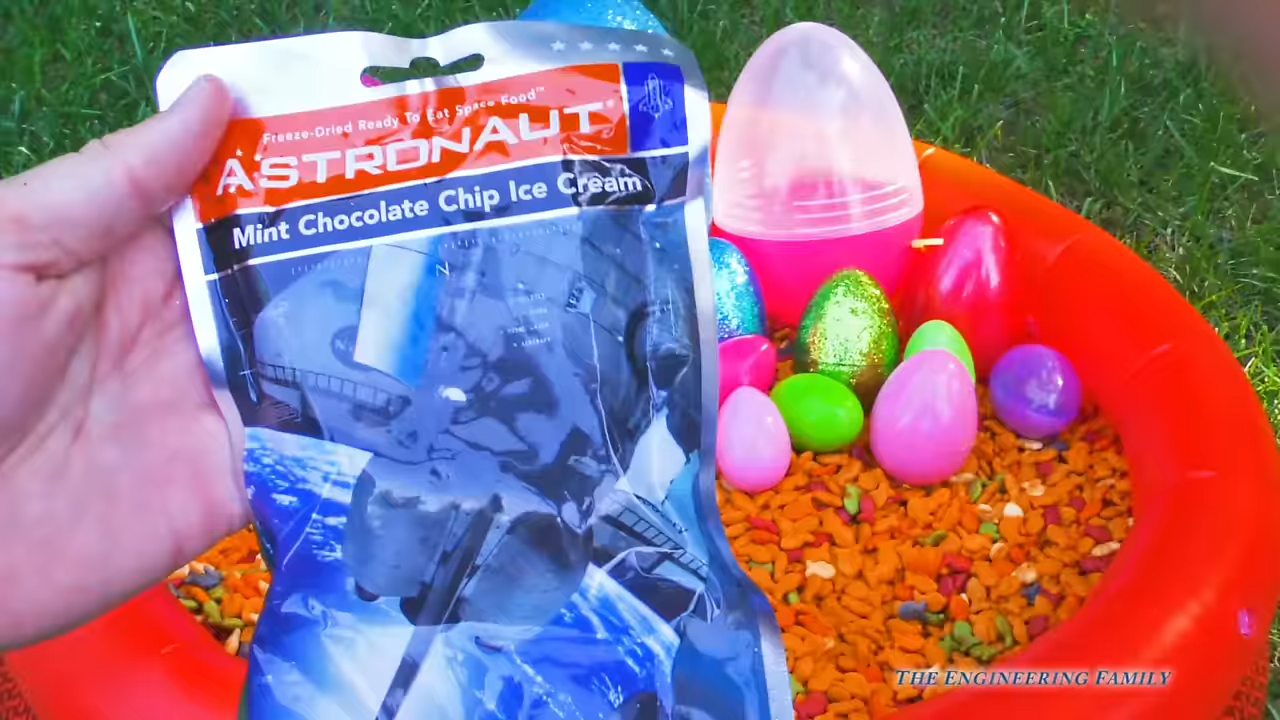 Freeze-Dried Ready To Eat Space Food™
ASTRONAUT®
Mint Chocolate Chip Ice Cream
THE ENGINEERING FAMILY